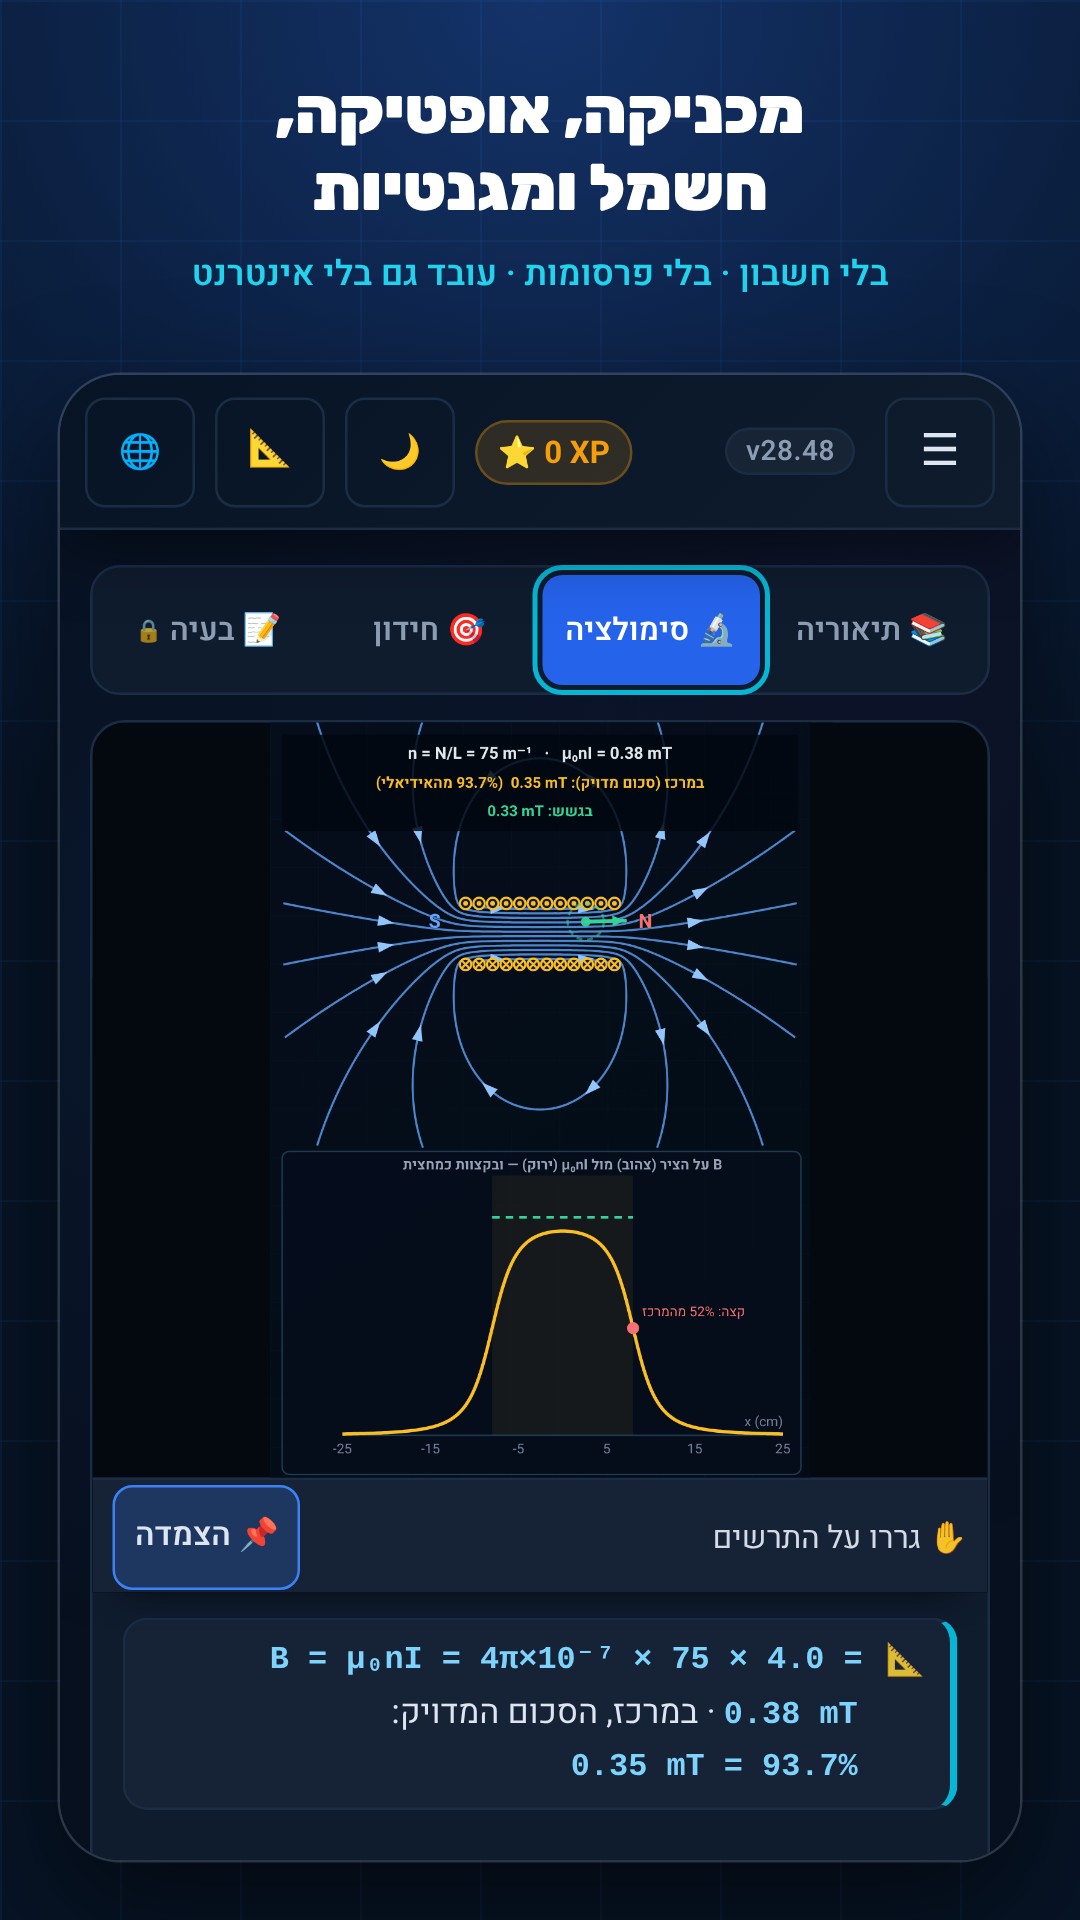 מכניקה, אופטיקה,
חשמל ומגנטיות
בלי חשבון · בלי פרסומות · עובד גם בלי אינטרנט
☰ v28.48 ⭐ 0 XP 🌙 📐 🌐
📚 תיאוריה 🔬 סימולציה 🎯 חידון 📝 בעיה 🔒
n = N/L = 75 m⁻¹ · μ₀nI = 0.38 mT
במרכז (סכום מדויק): 0.35 mT (93.7% מהאידיאלי)
בגשש: 0.33 mT
S N
B על הציר (צהוב) מול μ₀nI (ירוק) — ובקצוות כמחצית
קצה: 52% מהמרכז
x (cm)
-25 -15 -5 5 15 25
✋ גררו על התרשים 📌 הצמדה
📐 B = μ₀nI = 4π×10⁻⁷ × 75 × 4.0 =
0.38 mT · במרכז, הסכום המדויק:
0.35 mT = 93.7%